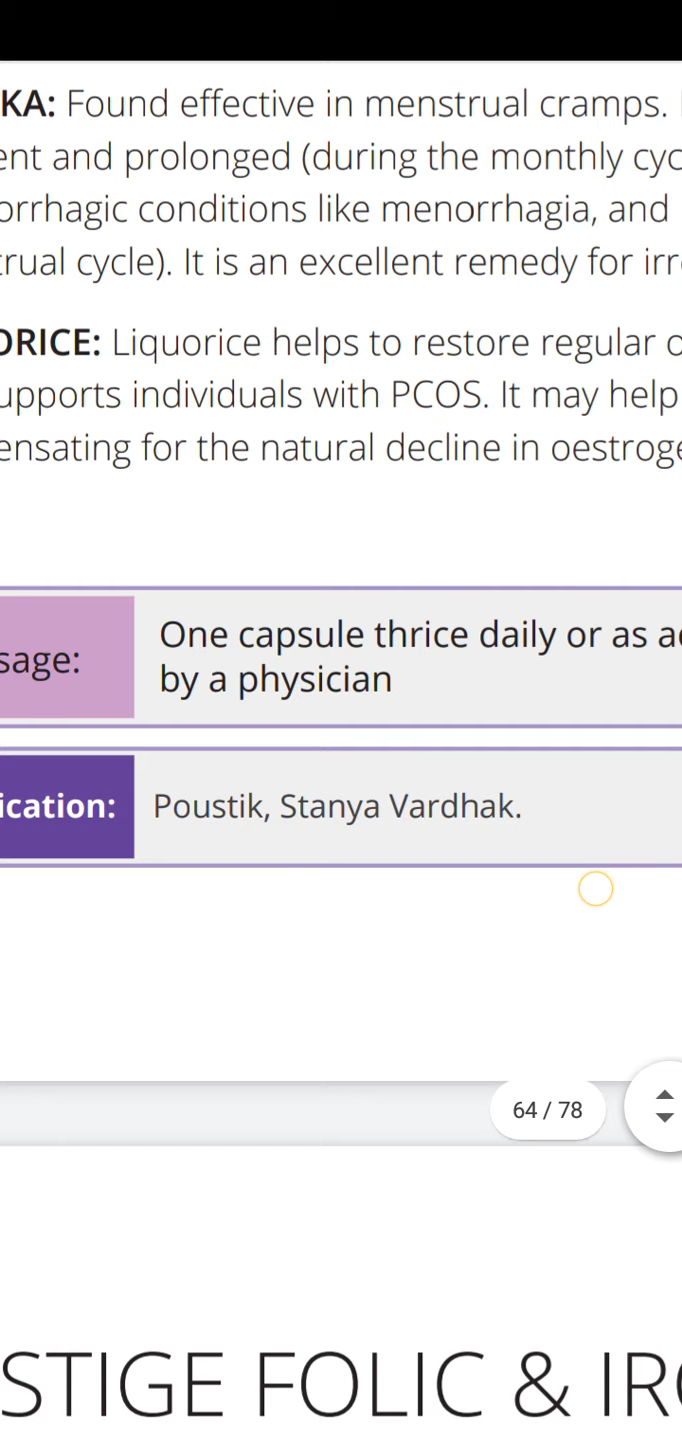 KA: Found effective in menstrual cramps.
ent and prolonged (during the monthly cyc
orrhagic conditions like menorrhagia, and
trual cycle). It is an excellent remedy for irr
ORICE: Liquorice helps to restore regular o
upports individuals with PCOS. It may help
ensating for the natural decline in oestroge
sage:
One capsule thrice daily or as a
by a physician
ication:
Poustik, Stanya Vardhak.
64 / 78
STIGE FOLIC & IR